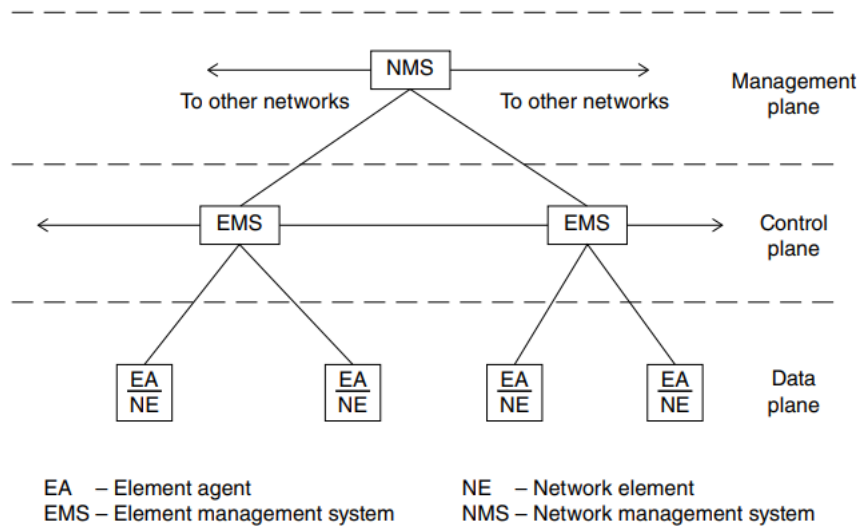 NMS
To other networks
To other networks
Management
plane
EMS
EMS
Control
plane
EA
NE
EA
NE
EA
NE
EA
NE
Data
plane
EA – Element agent
NE – Network element
EMS – Element management system
NMS – Network management system